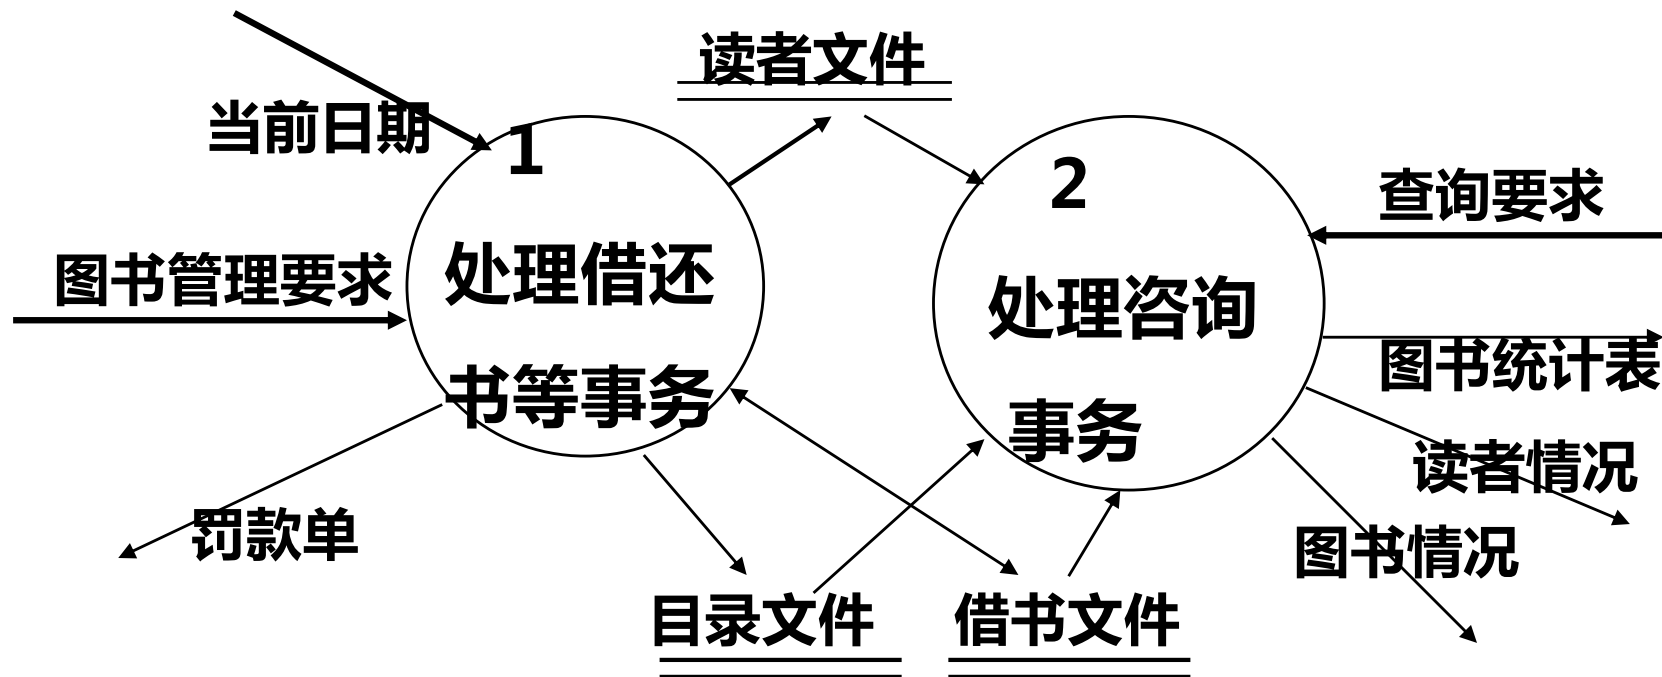 读者文件
当前日期
1
2
查询要求
图书管理要求
处理借还
处理咨询
图书统计表
书等事务
事务
读者情况
罚款单
图书情况
目录文件
借书文件